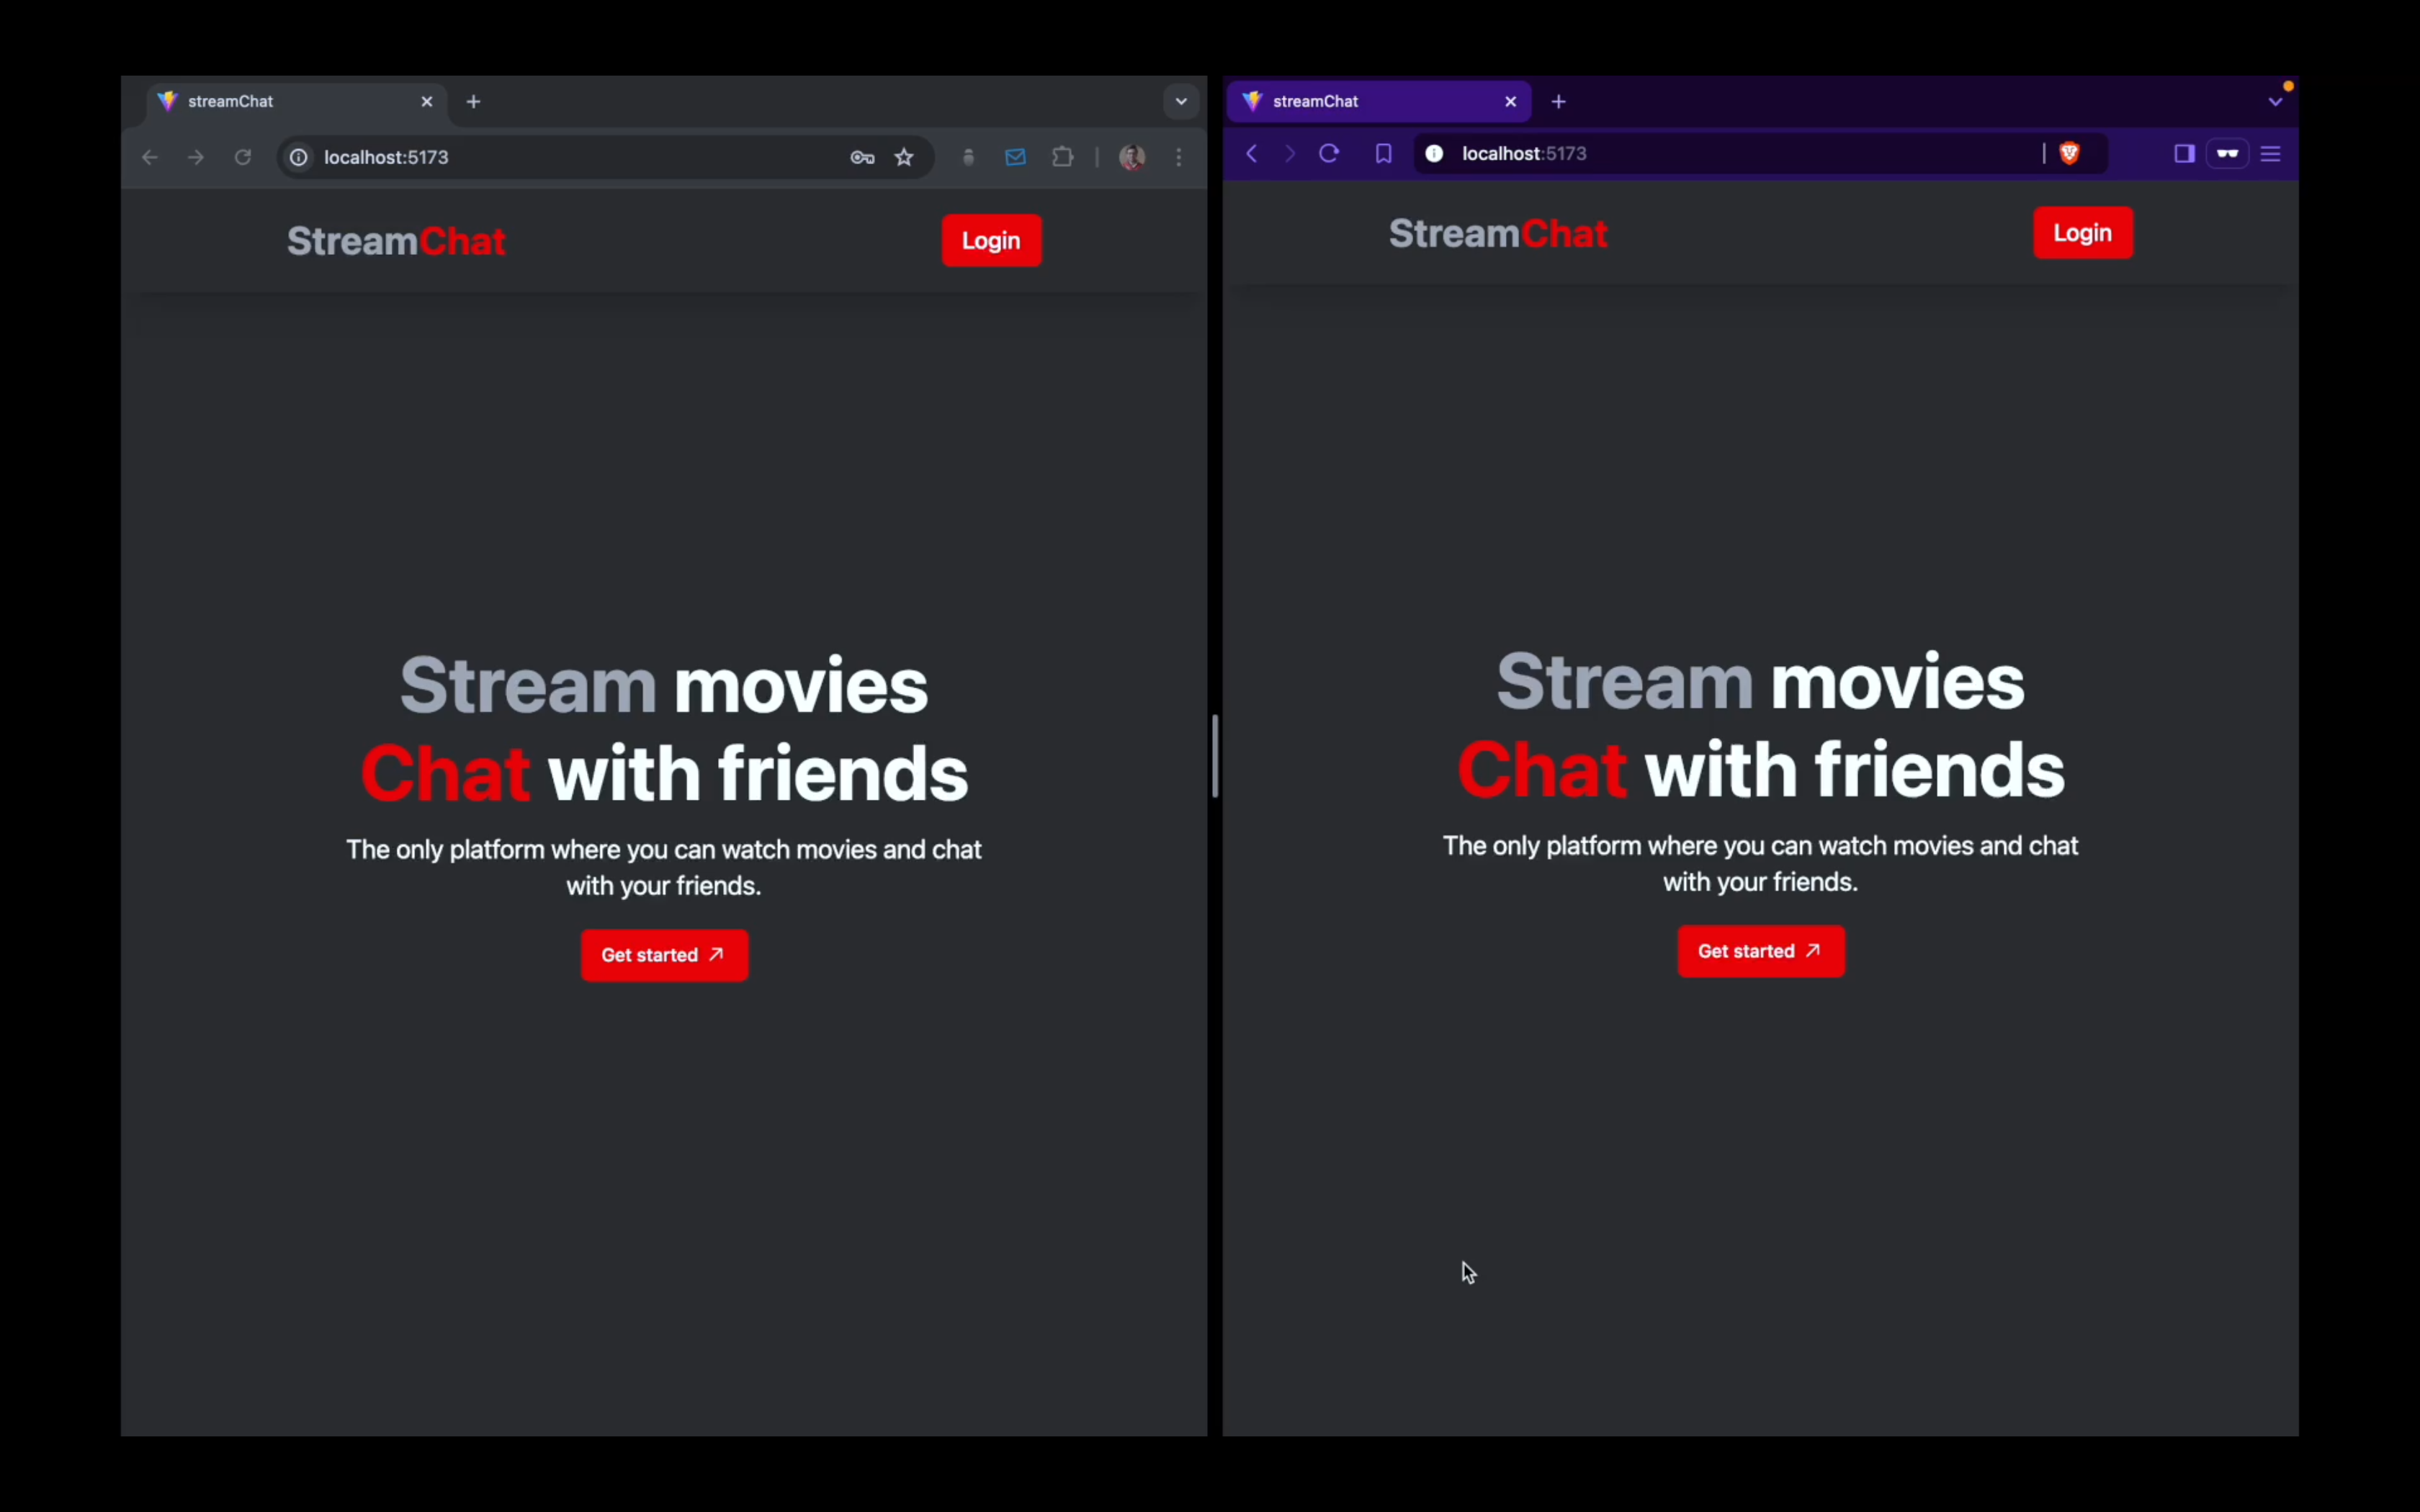 streamChat
localhost:5173
StreamChat
Login
Stream movies
Chat with friends
The only platform where you can watch movies and chat
with your friends.
Get started
streamChat
localhost:5173
StreamChat
Login
Stream movies
Chat with friends
The only platform where you can watch movies and chat
with your friends.
Get started